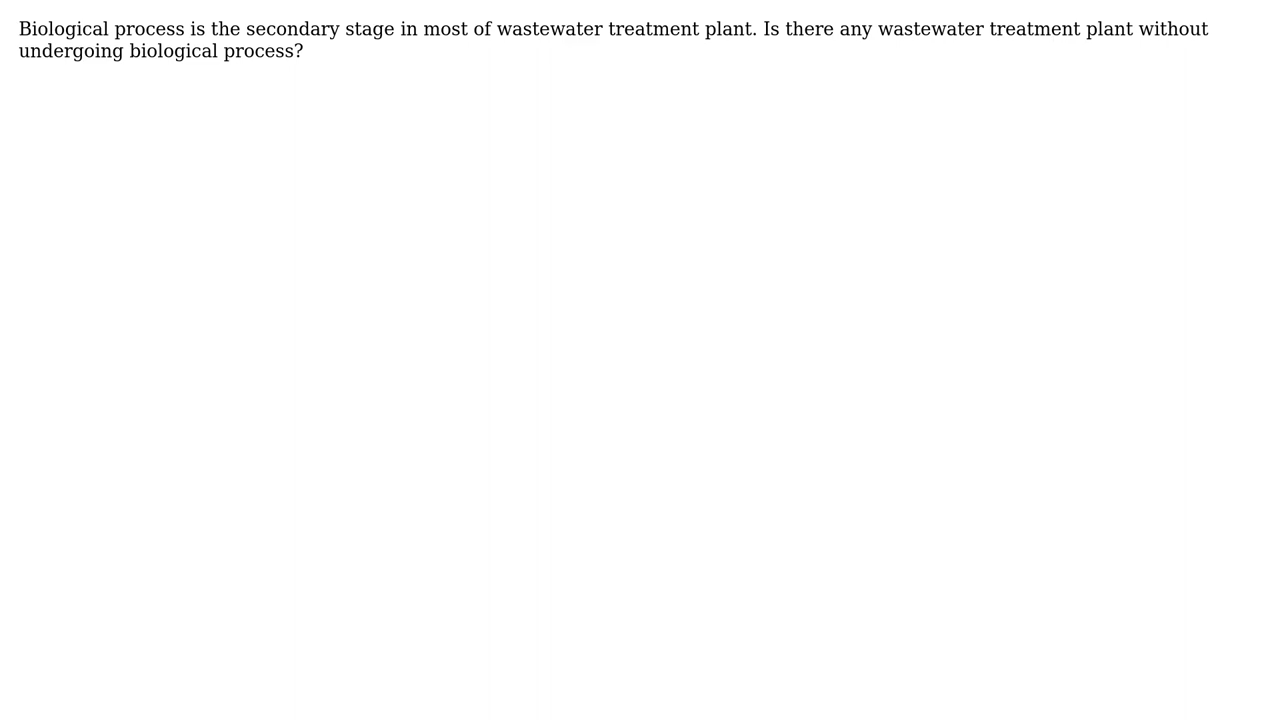 Biological process is the secondary stage in most of wastewater treatment plant. Is there any wastewater treatment plant without
undergoing biological process?